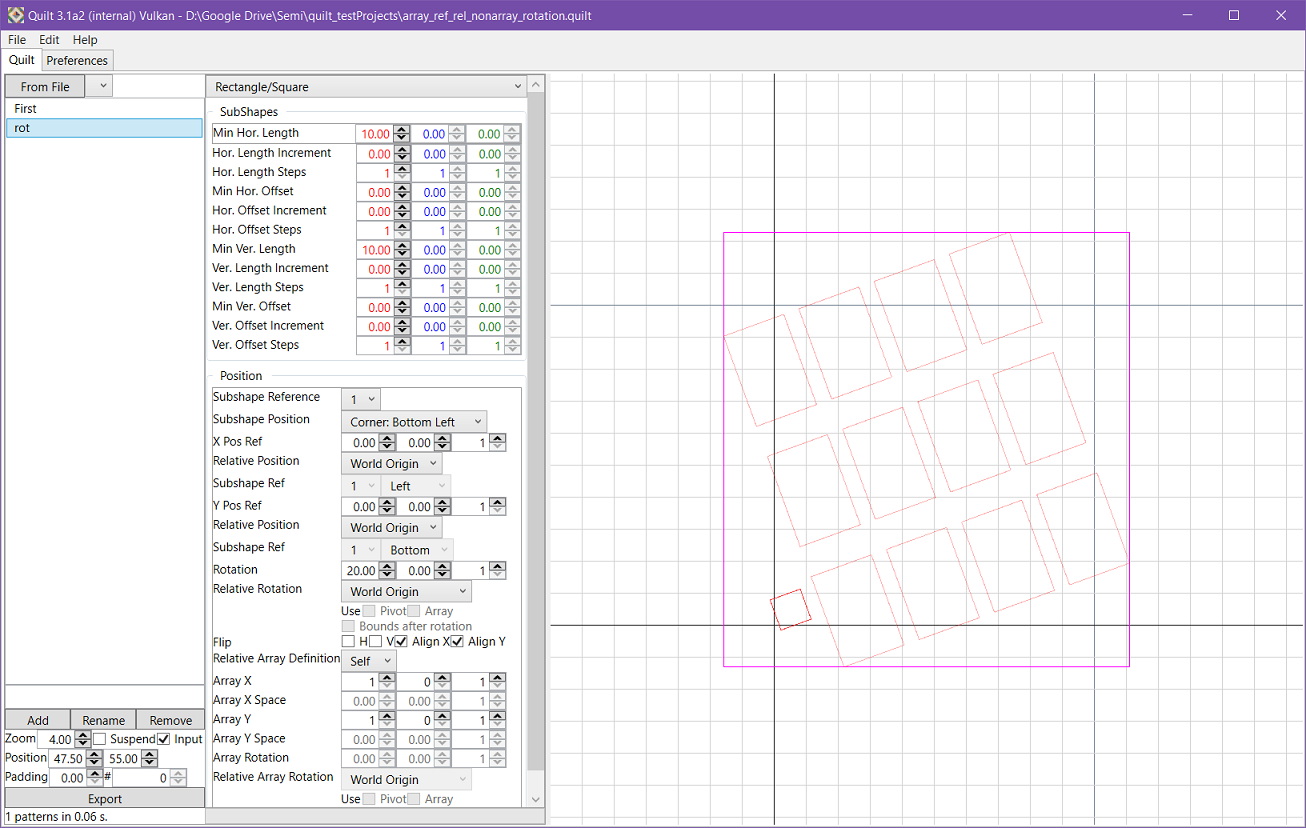 Quilt 3.1a2 (internal) Vulkan - D:\Google Drive\Semi\quilt_testProjects\array_ref_rel_nonarray_rotation.quilt
File Edit Help
Quilt Preferences
From File
First
rot
Add Rename Remove
Zoom 4.00 Suspend Input
Position 47.50 55.00
Padding 0.00 # 0
Export
1 patterns in 0.06 s.
Rectangle/Square
SubShapes
Min Hor. Length 10.00 0.00 0.00
Hor. Length Increment 0.00 0.00 0.00
Hor. Length Steps 1 1 1
Min Hor. Offset 0.00 0.00 0.00
Hor. Offset Increment 0.00 0.00 0.00
Hor. Offset Steps 1 1 1
Min Ver. Length 10.00 0.00 0.00
Ver. Length Increment 0.00 0.00 0.00
Ver. Length Steps 1 1 1
Min Ver. Offset 0.00 0.00 0.00
Ver. Offset Increment 0.00 0.00 0.00
Ver. Offset Steps 1 1 1
Position
Subshape Reference 1
Subshape Position Corner: Bottom Left
X Pos Ref 0.00 0.00 1
Relative Position World Origin
Subshape Ref 1 Left
Y Pos Ref 0.00 0.00 1
Relative Position World Origin
Subshape Ref 1 Bottom
Rotation 20.00 0.00 1
Relative Rotation World Origin
Use Pivot Array
Bounds after rotation
Flip H V Align X Align Y
Relative Array Definition Self
Array X 1 0 1
Array X Space 0.00 0.00 1
Array Y 1 0 1
Array Y Space 0.00 0.00 1
Array Rotation 0.00 0.00 1
Relative Array Rotation World Origin
Use Pivot Array